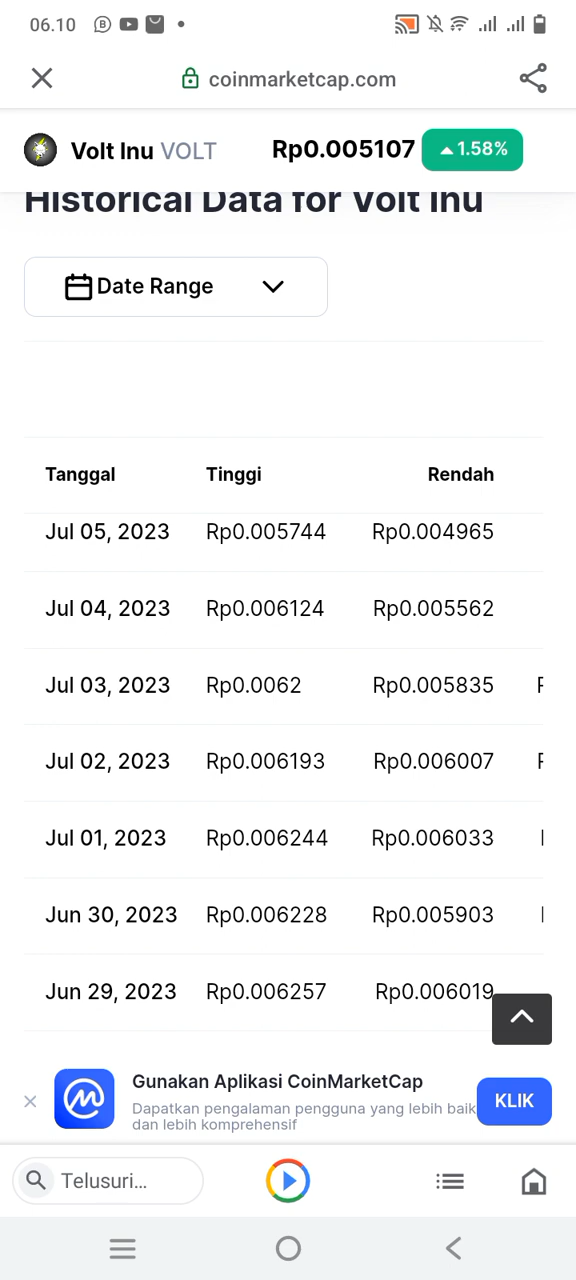 06.10
coinmarketcap.com
Volt Inu VOLT Rp0.005107 1.58%
Historical Data for Volt Inu
Date Range
Tanggal Tinggi Rendah
Jul 05, 2023 Rp0.005744 Rp0.004965
Jul 04, 2023 Rp0.006124 Rp0.005562
Jul 03, 2023 Rp0.0062 Rp0.005835
Jul 02, 2023 Rp0.006193 Rp0.006007
Jul 01, 2023 Rp0.006244 Rp0.006033
Jun 30, 2023 Rp0.006228 Rp0.005903
Jun 29, 2023 Rp0.006257 Rp0.006019
Gunakan Aplikasi CoinMarketCap
Dapatkan pengalaman pengguna yang lebih baik
dan lebih komprehensif
KLIK
Telusuri...